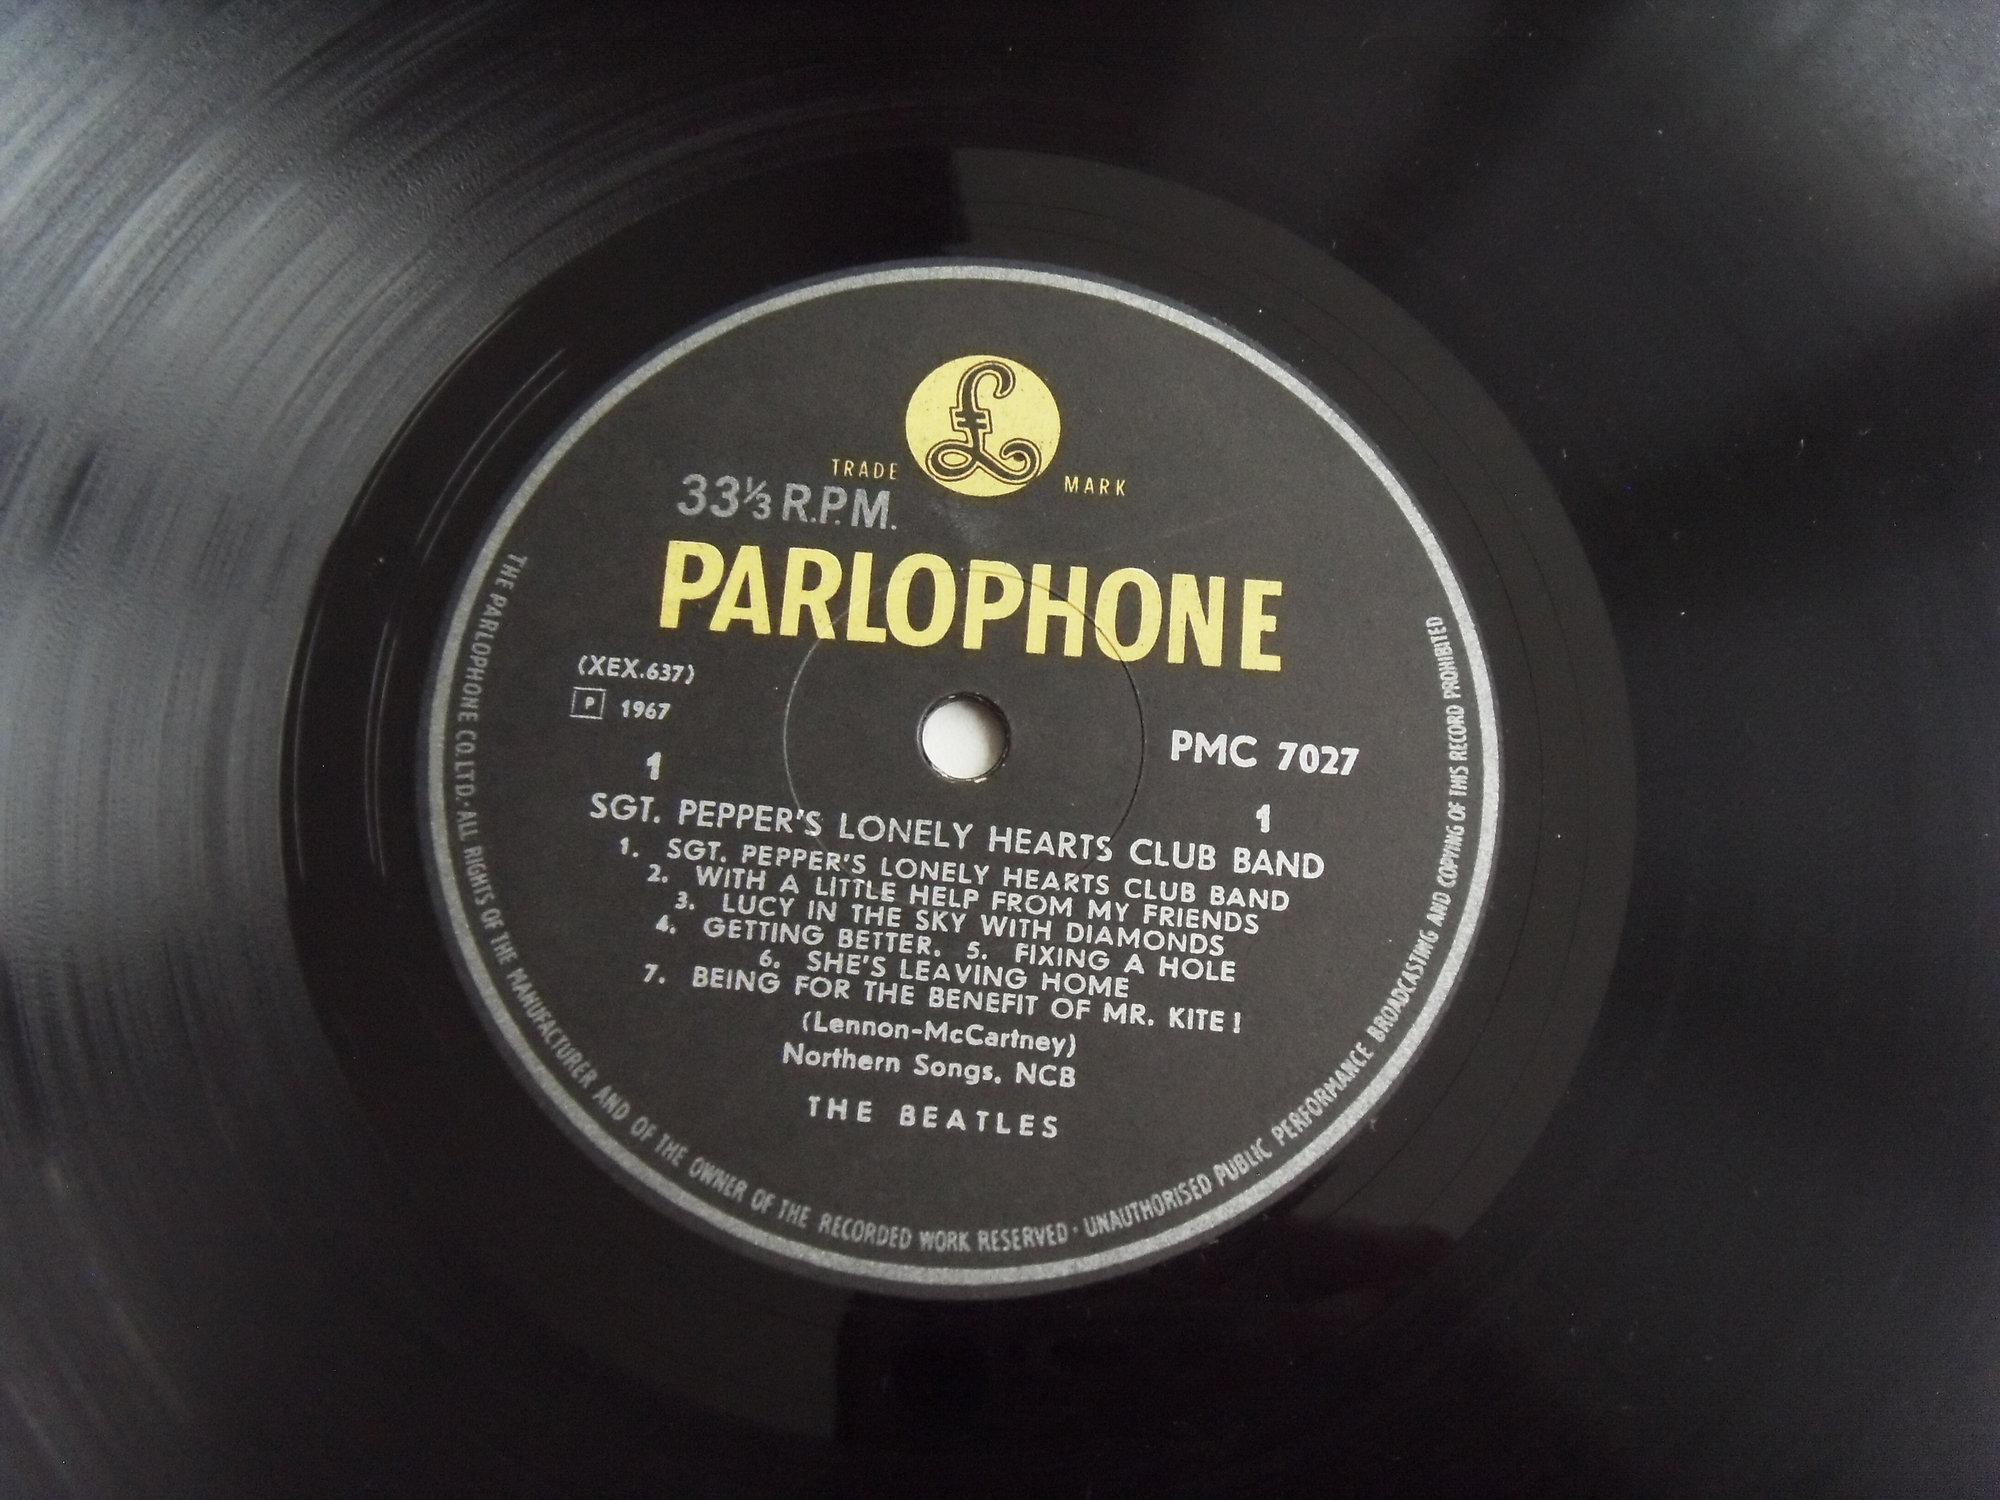 £
TRADE MARK
33⅓ R.P.M.
PARLOPHONE
(XEX.637)
P 1967
PMC 7027
1 1
SGT. PEPPER'S LONELY HEARTS CLUB BAND
1. SGT. PEPPER'S LONELY HEARTS CLUB BAND
2. WITH A LITTLE HELP FROM MY FRIENDS
3. LUCY IN THE SKY WITH DIAMONDS
4. GETTING BETTER. 5. FIXING A HOLE
6. SHE'S LEAVING HOME
7. BEING FOR THE BENEFIT OF MR. KITE!
(Lennon-McCartney)
Northern Songs. NCB
THE BEATLES
THE PARLOPHONE CO. LTD. · ALL RIGHTS OF THE MANUFACTURER AND OF THE OWNER OF THE RECORDED WORK RESERVED · UNAUTHORISED PUBLIC PERFORMANCE BROADCASTING AND COPYING OF THIS RECORD PROHIBITED